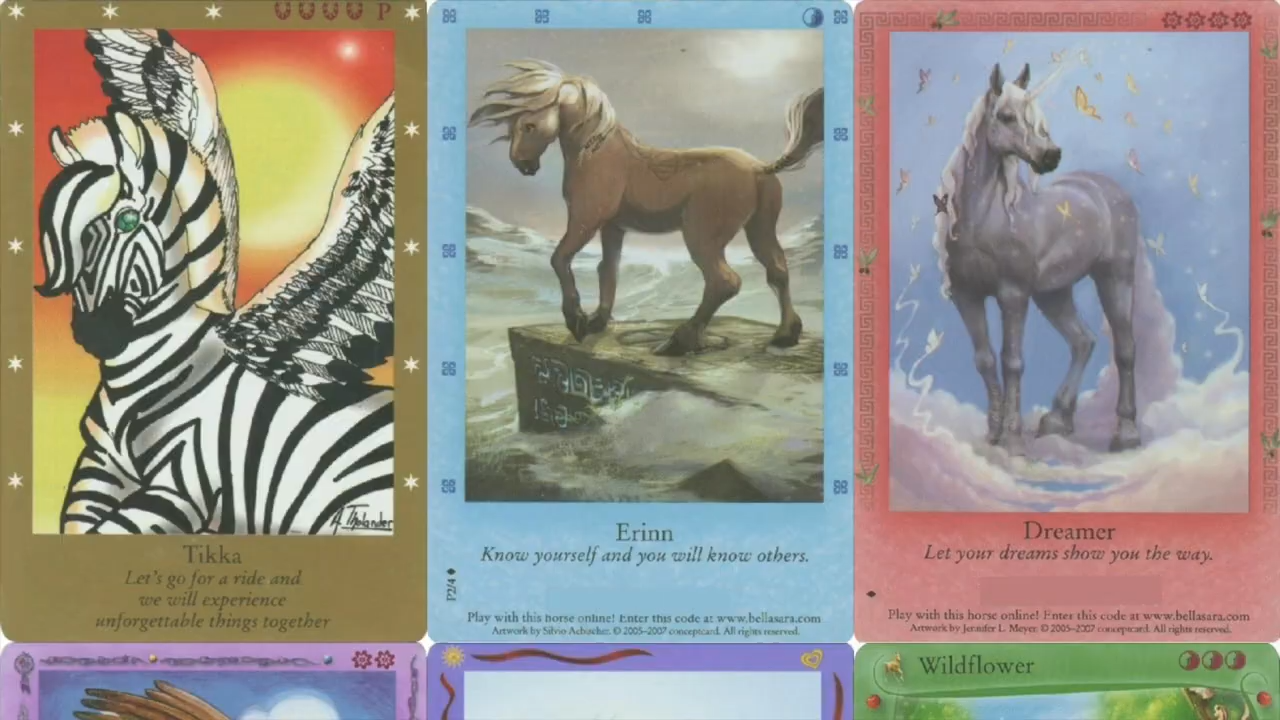 P
A Tholander
Tikka
Let's go for a ride and
we will experience
unforgettable things together
Erinn
Know yourself and you will know others.
P2/4
Play with this horse online! Enter this code at www.bellasara.com
Artwork by Silvio Aebischer. © 2005–2007 conceptcard. All rights reserved.
Dreamer
Let your dreams show you the way.
Play with this horse online! Enter this code at www.bellasara.com
Artwork by Jennifer L. Meyer. © 2005–2007 conceptcard. All rights reserved.
Wildflower